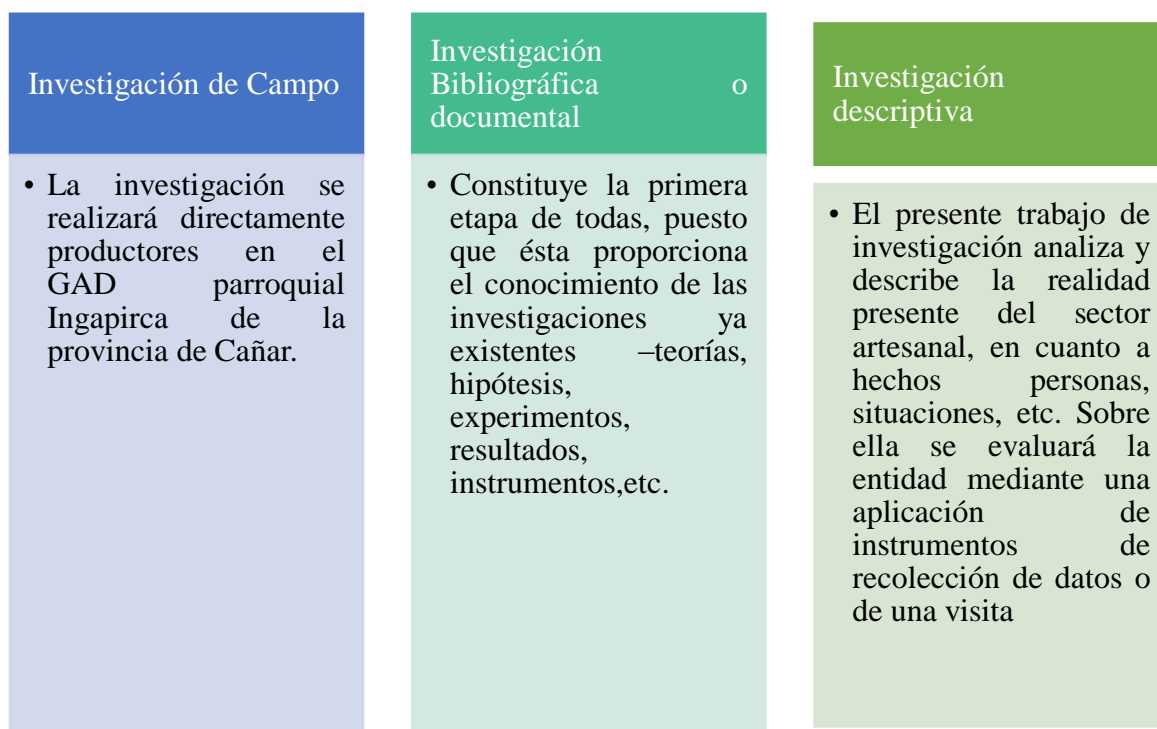 Investigación de Campo
• La investigación se
realizará directamente
productores en el
GAD parroquial
Ingapirca de la
provincia de Cañar.
Investigación
Bibliográfica o
documental
• Constituye la primera
etapa de todas, puesto
que ésta proporciona
el conocimiento de las
investigaciones ya
existentes –teorías,
hipótesis,
experimentos,
resultados,
instrumentos,etc.
Investigación
descriptiva
• El presente trabajo de
investigación analiza y
describe la realidad
presente del sector
artesanal, en cuanto a
hechos personas,
situaciones, etc. Sobre
ella se evaluará la
entidad mediante una
aplicación de
instrumentos de
recolección de datos o
de una visita